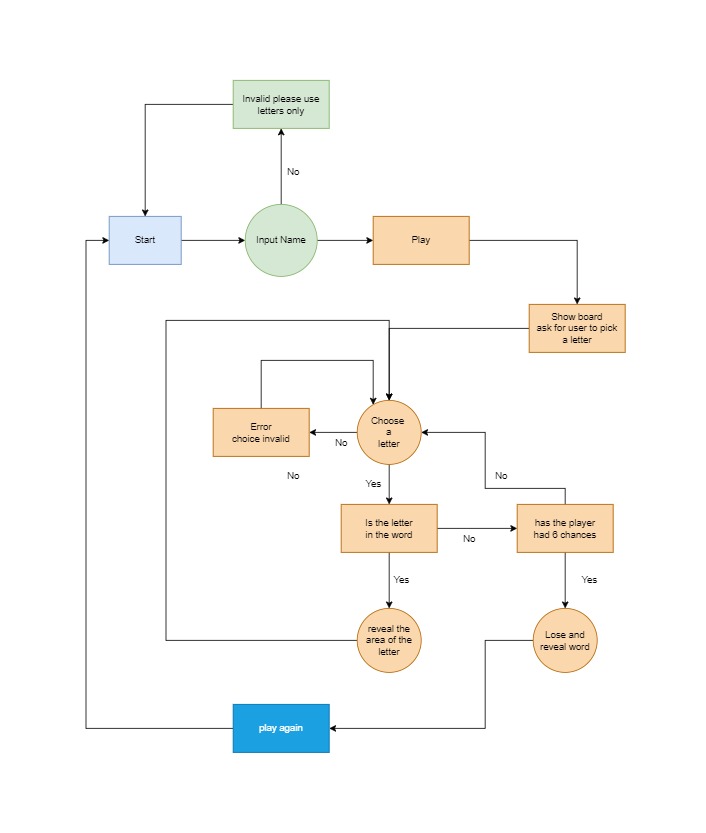 Invalid please use
letters only
No
Start
Input Name
Play
Show board
ask for user to pick
a letter
Error
choice invalid
No
Choose
a
letter
No
Yes
No
Is the letter
in the word
No
has the player
had 6 chances
Yes
Yes
reveal the
area of the
letter
Lose and
reveal word
play again